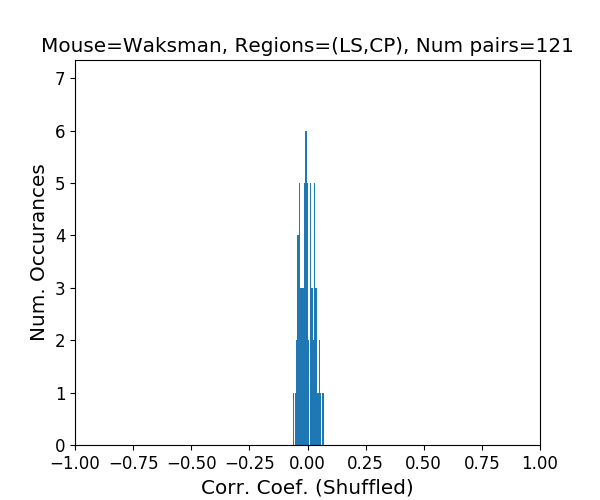 Mouse=Waksman, Regions=(LS,CP), Num pairs=121
7
6
5
4
3
2
1
0
Num. Occurances
−1.00 −0.75 −0.50 −0.25 0.00 0.25 0.50 0.75 1.00
Corr. Coef. (Shuffled)